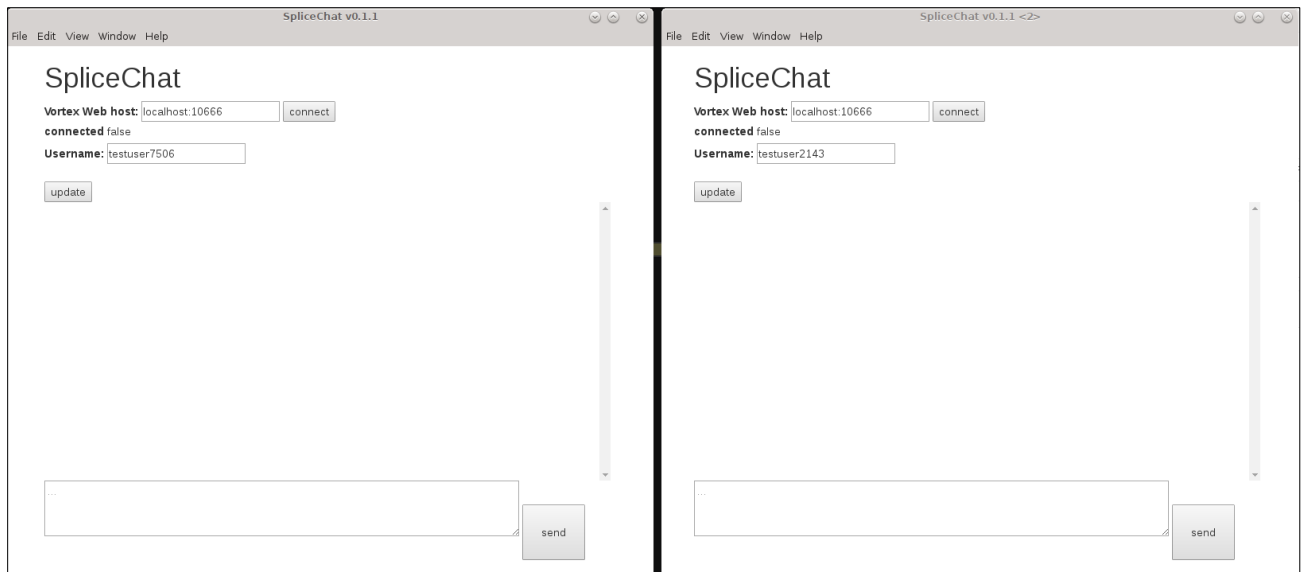 SpliceChat v0.1.1
File Edit View Window Help
SpliceChat
Vortex Web host: localhost:10666 connect
connected false
Username: testuser7506
update
...
send
SpliceChat v0.1.1 <2>
File Edit View Window Help
SpliceChat
Vortex Web host: localhost:10666 connect
connected false
Username: testuser2143
update
...
send